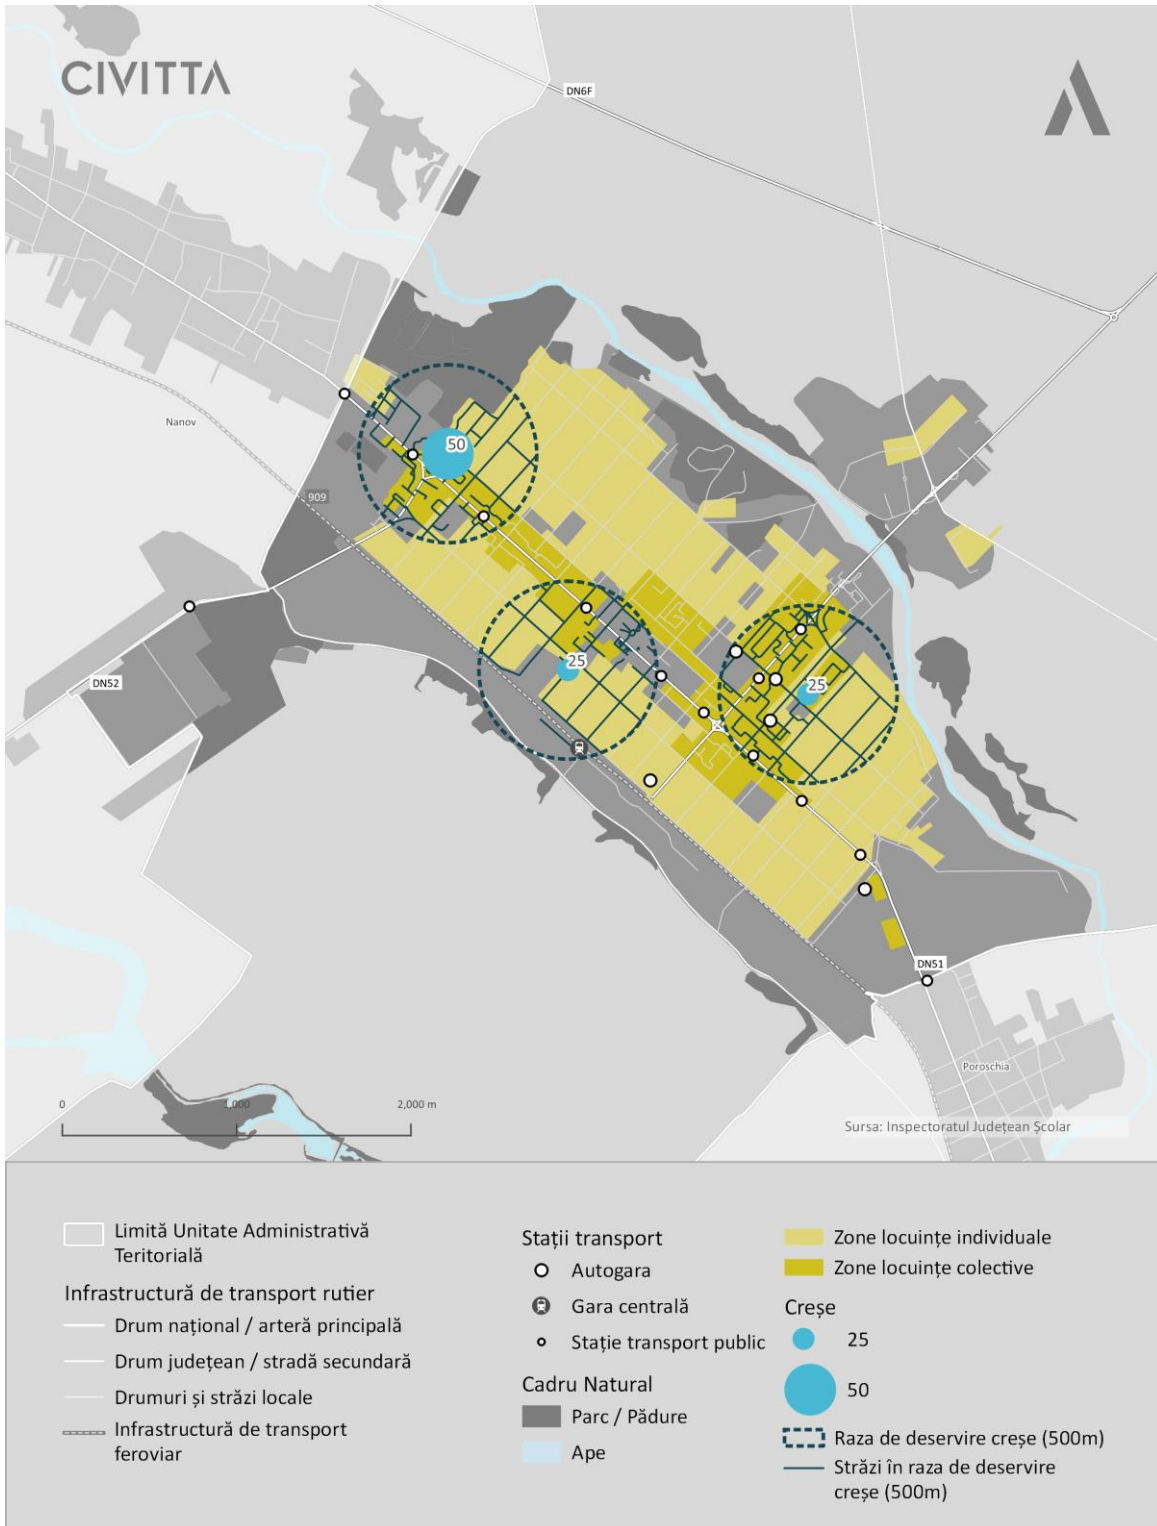 CIVITTA
DN6F
50
Nanov
909
25
25
DN52
DN51
Poroschia
0
1,000
2,000 m
Sursa: Inspectoratul Județean Școlar
Limită Unitate Administrativă
Teritorială
Infrastructură de transport rutier
Drum național / arteră principală
Drum județean / stradă secundară
Drumuri și străzi locale
Infrastructură de transport
feroviar
Stații transport
Autogara
Gara centrală
Stație transport public
Cadru Natural
Parc / Pădure
Ape
Zone locuințe individuale
Zone locuințe colective
Creșe
25
50
Raza de deservire creșe (500m)
Străzi în raza de deservire
creșe (500m)